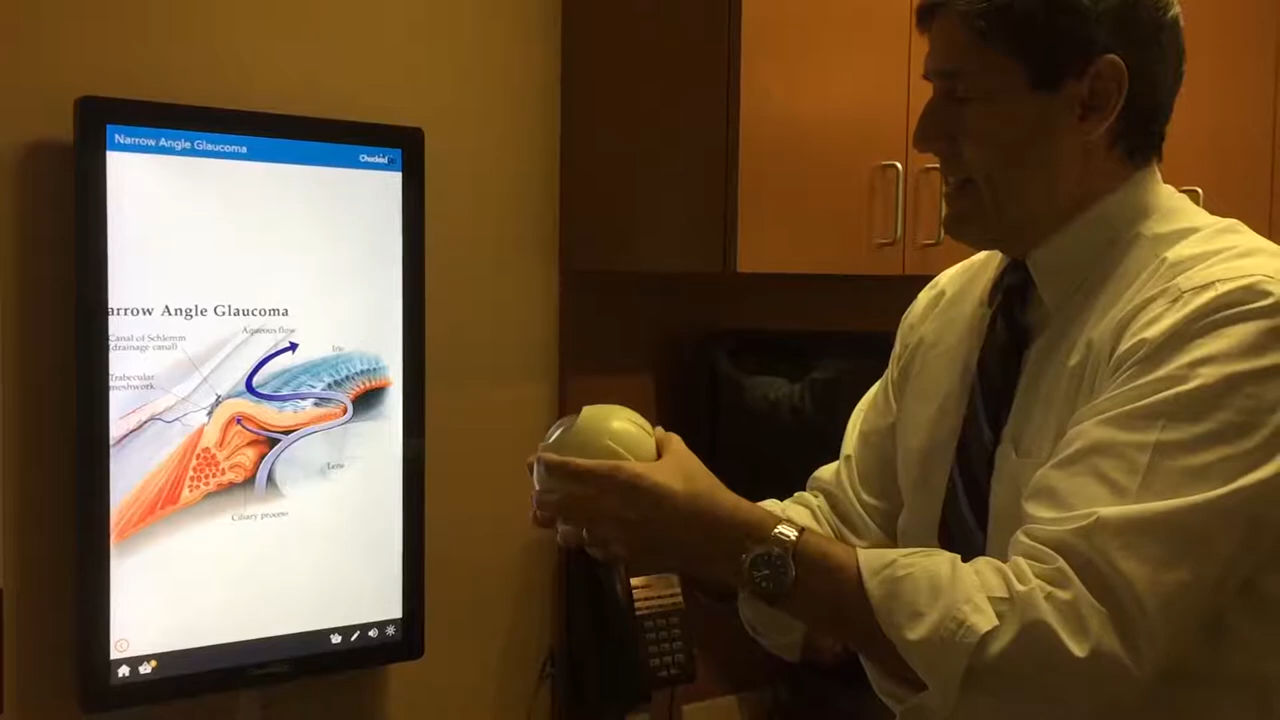 Narrow Angle Glaucoma
Checked
arrow Angle Glaucoma
Aqueous flow
Canal of Schlemm
(drainage canal)
Iris
Trabecular
meshwork
Lens
Ciliary process